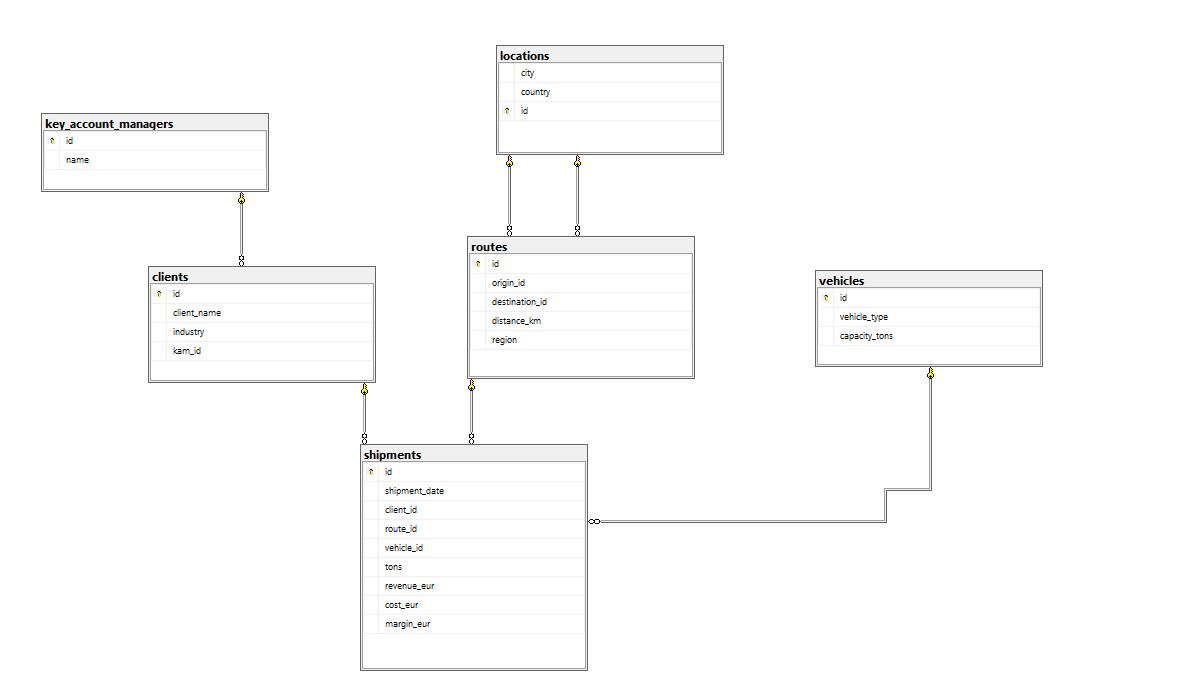 locations
city
country
id
key_account_managers
id
name
routes
id
origin_id
destination_id
distance_km
region
clients
id
client_name
industry
kam_id
vehicles
id
vehicle_type
capacity_tons
shipments
id
shipment_date
client_id
route_id
vehicle_id
tons
revenue_eur
cost_eur
margin_eur